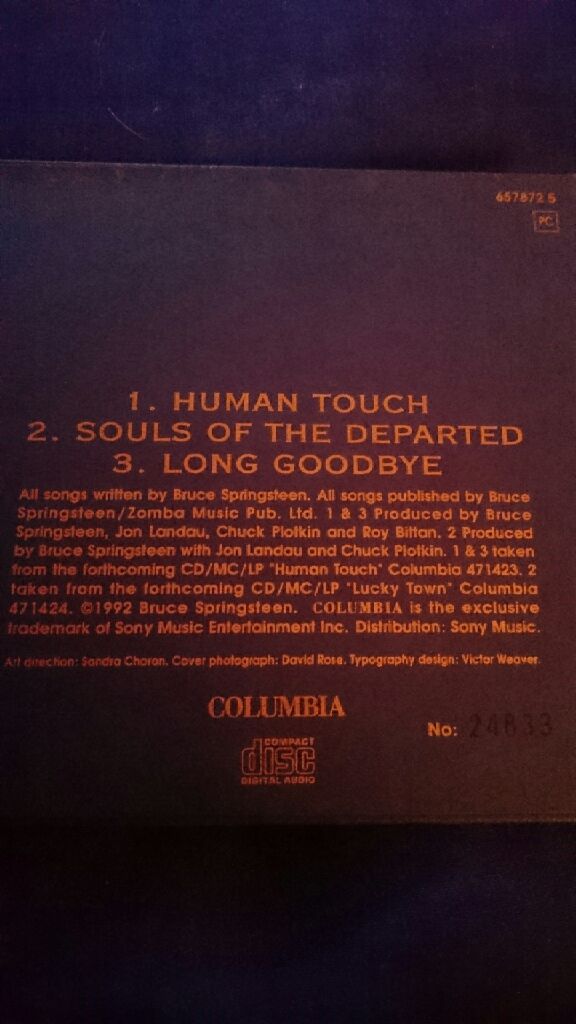 657872 5
PC
1. HUMAN TOUCH
2. SOULS OF THE DEPARTED
3. LONG GOODBYE
All songs written by Bruce Springsteen. All songs published by Bruce
Springsteen/Zomba Music Pub. Ltd. 1 & 3 Produced by Bruce
Springsteen, Jon Landau, Chuck Plotkin and Roy Bittan. 2 Produced
by Bruce Springsteen with Jon Landau and Chuck Plotkin. 1 & 3 taken
from the forthcoming CD/MC/LP "Human Touch" Columbia 471423. 2
taken from the forthcoming CD/MC/LP "Lucky Town" Columbia
471424. ©1992 Bruce Springsteen. COLUMBIA is the exclusive
trademark of Sony Music Entertainment Inc. Distribution: Sony Music.
Art direction: Sandra Choron. Cover photograph: David Rose. Typography design: Victor Weaver.
COLUMBIA
No:
COMPACT
disc
DIGITAL AUDIO